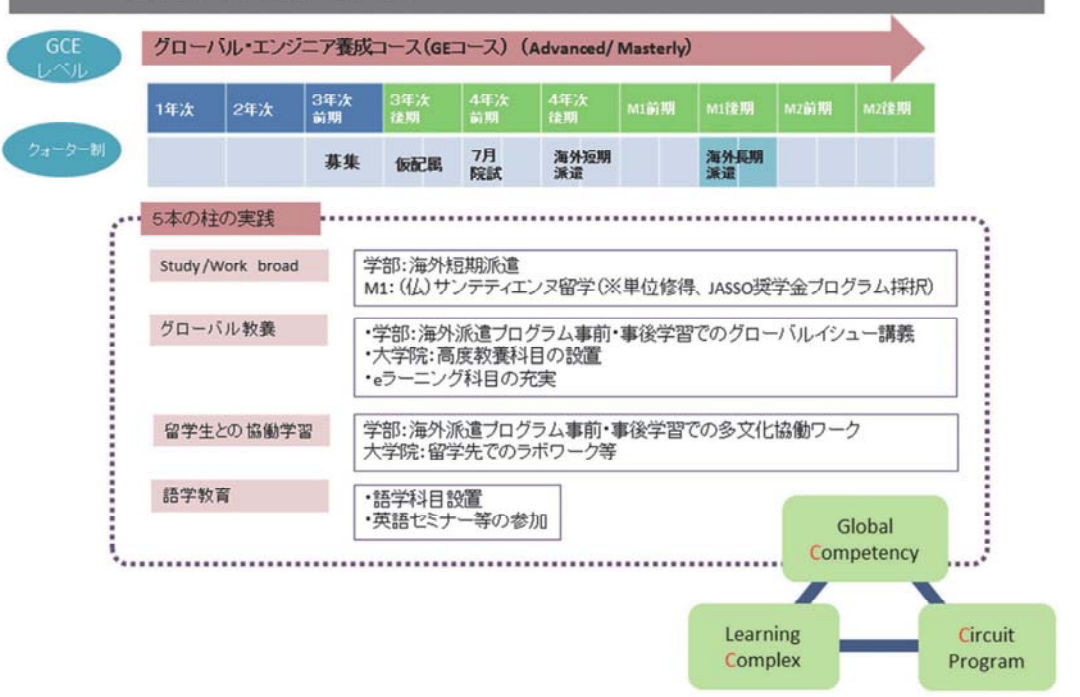 GCE
レベル
グローバル・エンジニア養成コース(GEコース) (Advanced/ Masterly)
1年次
2年次
3年次
前期
3年次
後期
4年次
前期
4年次
後期
M1前期
M1後期
M2前期
M2後期
クォーター制
募集
仮配属
7月
院試
海外短期
派遣
海外長期
派遣
5本の柱の実践
Study/Work broad
学部:海外短期派遣
M1:(仏)サンテティエンヌ留学(※単位修得、JASSO奨学金プログラム採択)
グローバル教養
・学部:海外派遣プログラム事前・事後学習でのグローバルイシュー講義
・大学院:高度教養科目の設置
・eラーニング科目の充実
留学生との協働学習
学部:海外派遣プログラム事前・事後学習での多文化協働ワーク
大学院:留学先でのラボワーク等
語学教育
・語学科目設置
・英語セミナー等の参加
Global
Competency
Learning
Complex
Circuit
Program